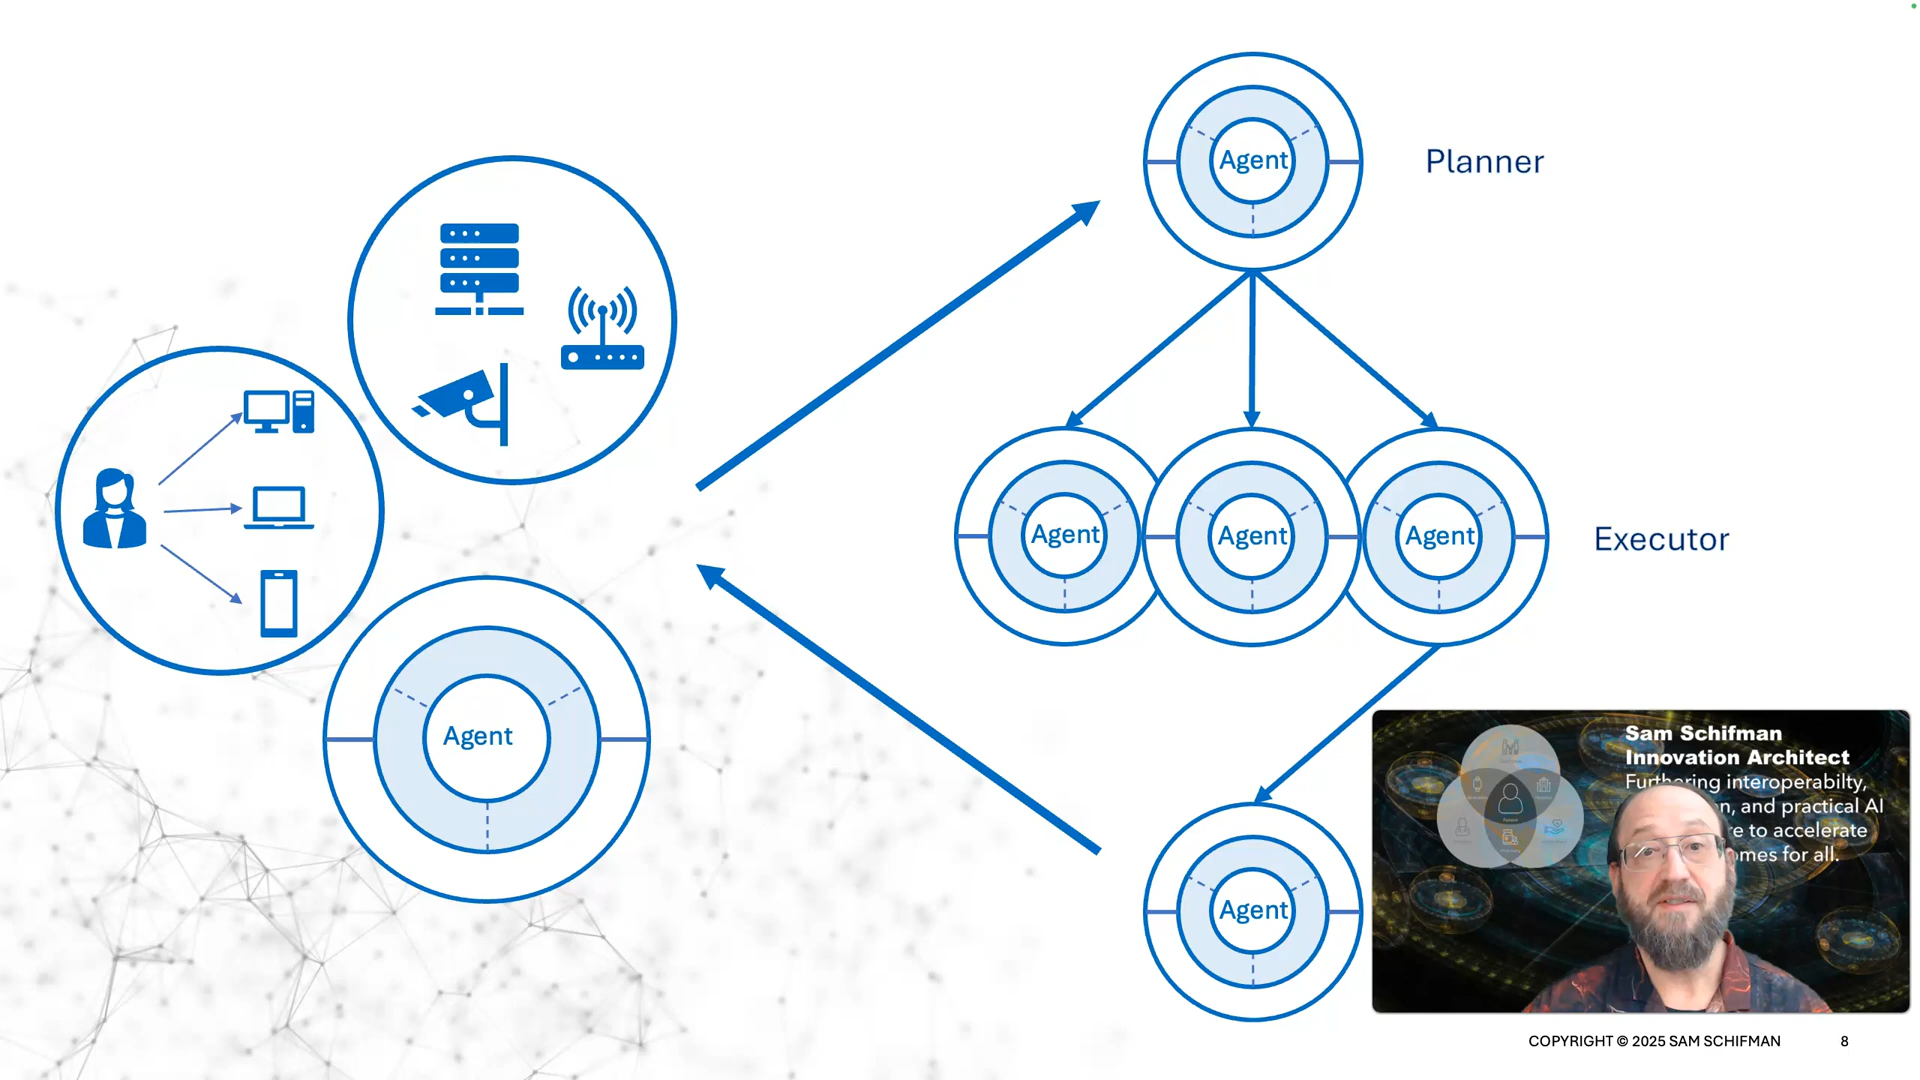 Agent
Planner
Agent
Agent
Agent
Executor
Agent
Agent
Sam Schifman
Innovation Architect
Furthering interoperabilty,
and practical AI
to accelerate
for all.
COPYRIGHT © 2025 SAM SCHIFMAN
8